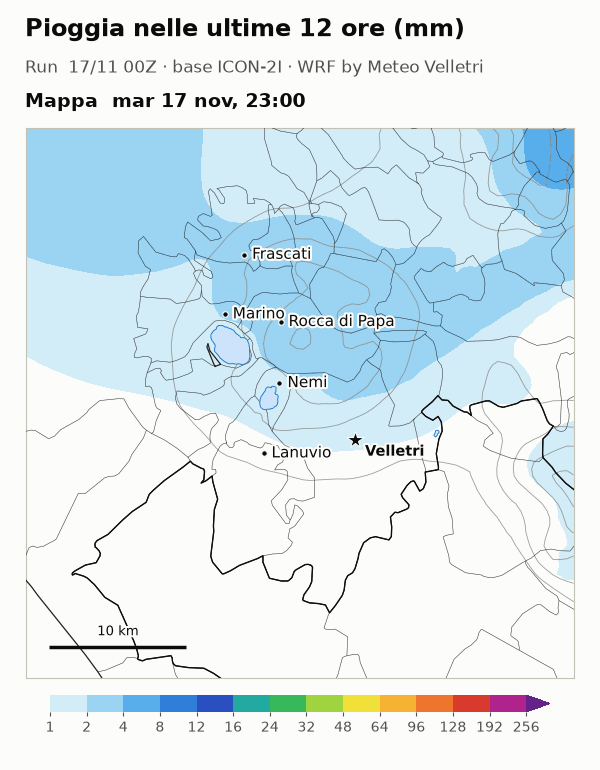 Pioggia nelle ultime 12 ore (mm)
Run  17/11 00Z · base ICON-2I · WRF by Meteo Velletri
Mappa  mar 17 nov, 23:00
Frascati
Marino
Rocca di Papa
Nemi
Velletri
Lanuvio
10 km
1 2 4 8 12 16 24 32 48 64 96 128 192 256